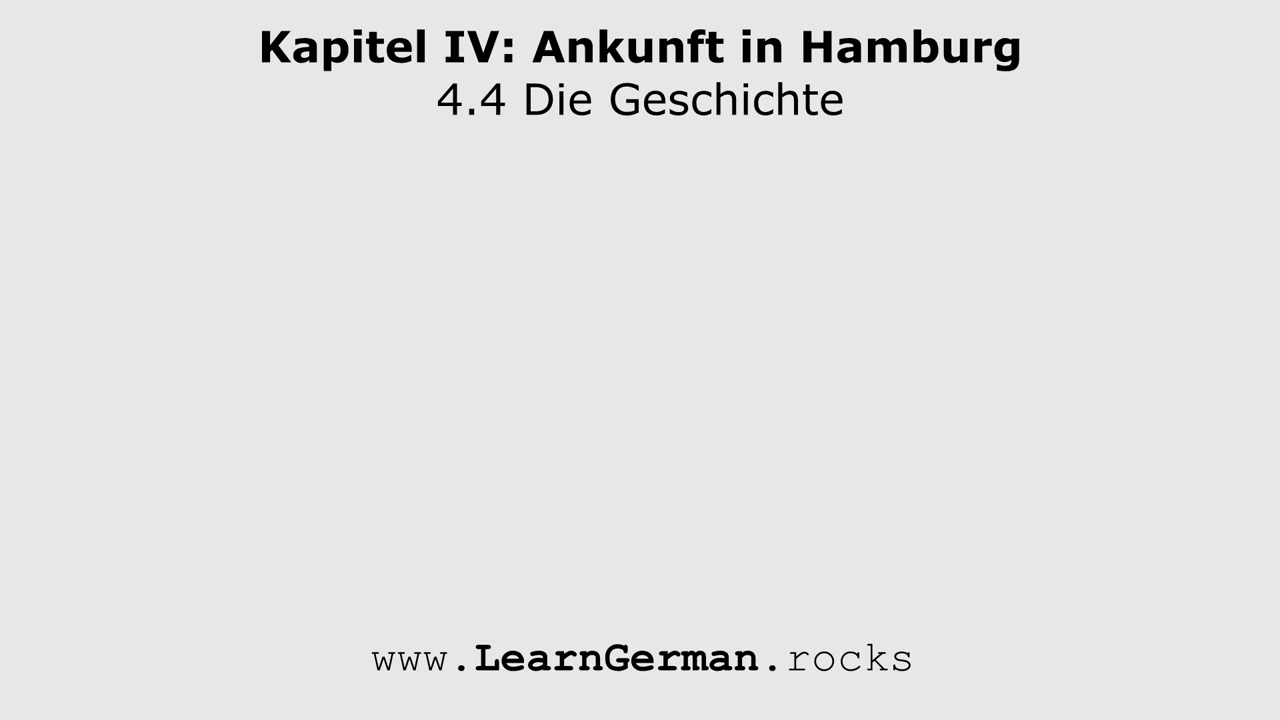 Kapitel IV: Ankunft in Hamburg
4.4 Die Geschichte
www.LearnGerman.rocks